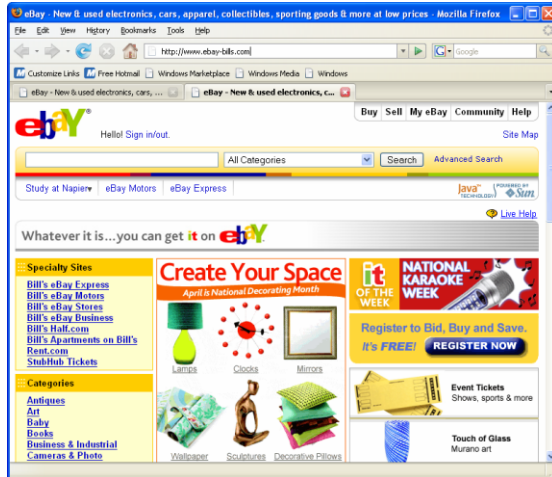 eBay - New & used electronics, cars, apparel, collectibles, sporting goods & more at low prices - Mozilla Firefox
File Edit View History Bookmarks Tools Help
http://www.ebay-bills.com
Google
Customize Links Free Hotmail Windows Marketplace Windows Media Windows
eBay - New & used electronics, cars, ... eBay - New & used electronics, c...
Buy Sell My eBay Community Help
ebY
Hello! Sign in/out.
Site Map
All Categories Search Advanced Search
Study at Napier eBay Motors eBay Express
Java TECHNOLOGY POWERED BY Sun
Live Help
Whatever it is...you can get it on ebY.
Specialty Sites
Bill's eBay Express
Bill's eBay Motors
Bill's eBay Stores
Bill's eBay Business
Bill's Half.com
Bill's Apartments on Bill's
Rent.com
StubHub Tickets
Categories
Antiques
Art
Baby
Books
Business & Industrial
Cameras & Photo
Create Your Space
April is National Decorating Month
Lamps Clocks Mirrors
Wallpaper Sculptures Decorative Pillows
it OF THE WEEK
NATIONAL KARAOKE WEEK
Register to Bid, Buy and Save.
It's FREE! REGISTER NOW
Event Tickets
Shows, sports & more
Touch of Glass
Murano art